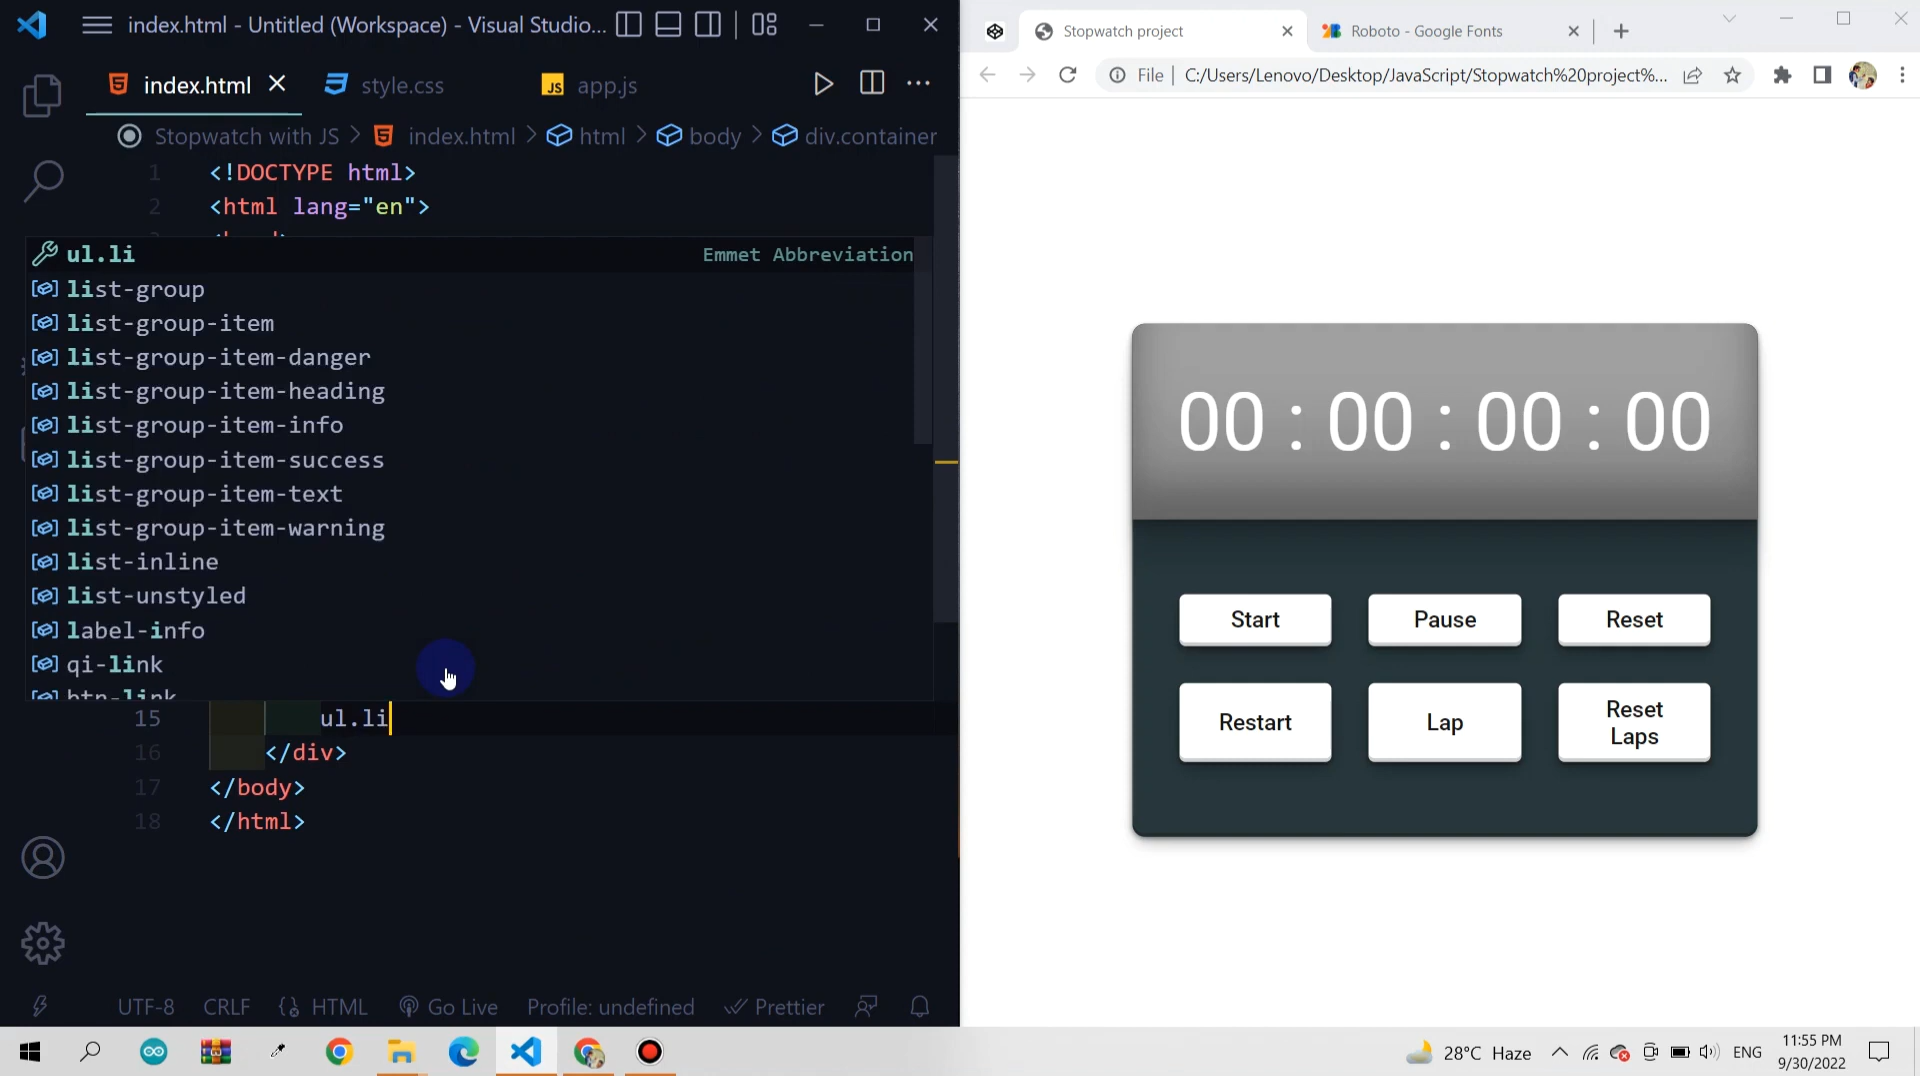 index.html - Untitled (Workspace) - Visual Studio...
index.html
style.css
JS app.js
Stopwatch with JS > index.html > html > body > div.container
1 <!DOCTYPE html>
2 <html lang="en">
ul.li Emmet Abbreviation
list-group
list-group-item
list-group-item-danger
list-group-item-heading
list-group-item-info
list-group-item-success
list-group-item-text
list-group-item-warning
list-inline
list-unstyled
label-info
qi-link
btn-link
15 ul.li
16 </div>
17 </body>
18 </html>
UTF-8 CRLF HTML Go Live Profile: undefined Prettier
Stopwatch project
Roboto - Google Fonts
File | C:/Users/Lenovo/Desktop/JavaScript/Stopwatch%20project%...
00 : 00 : 00 : 00
Start Pause Reset
Restart Lap Reset
Laps
28°C Haze
ENG
11:55 PM
9/30/2022